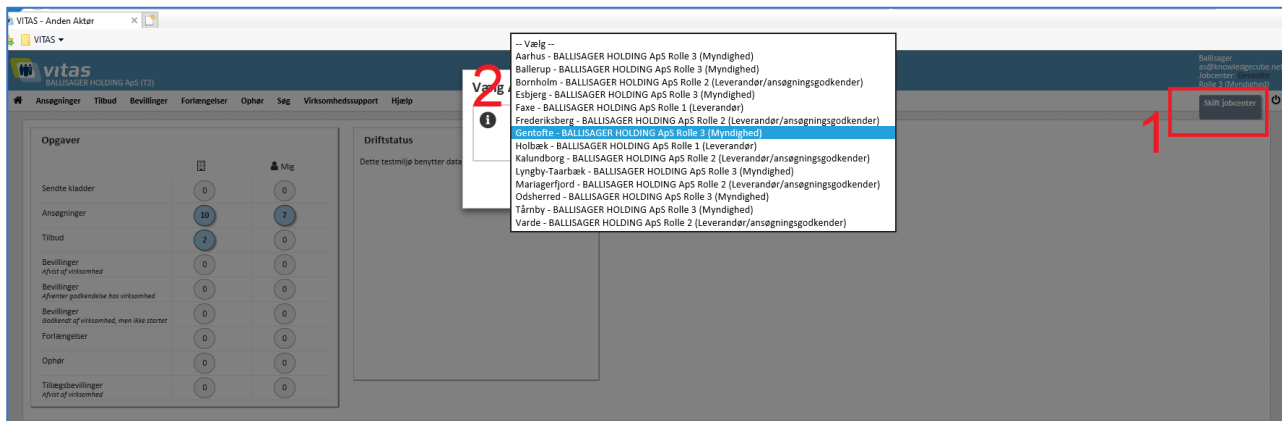 VITAS - Anden Aktør
VITAS
vitas
BALLISAGER HOLDING ApS (T2)
Ballisager
as@knowledgecube.net
Jobcenter: Gentofte
Rolle 3 (Myndighed)
Ansøgninger Tilbud Bevillinger Forlængelser Ophør Søg Virksomhedssupport Hjælp
Skift jobcenter
1
2
Vælg
-- Vælg --
Aarhus - BALLISAGER HOLDING ApS Rolle 3 (Myndighed)
Ballerup - BALLISAGER HOLDING ApS Rolle 3 (Myndighed)
Bornholm - BALLISAGER HOLDING ApS Rolle 2 (Leverandør/ansøgningsgodkender)
Esbjerg - BALLISAGER HOLDING ApS Rolle 3 (Myndighed)
Faxe - BALLISAGER HOLDING ApS Rolle 1 (Leverandør)
Frederiksberg - BALLISAGER HOLDING ApS Rolle 2 (Leverandør/ansøgningsgodkender)
Gentofte - BALLISAGER HOLDING ApS Rolle 3 (Myndighed)
Holbæk - BALLISAGER HOLDING ApS Rolle 1 (Leverandør)
Kalundborg - BALLISAGER HOLDING ApS Rolle 2 (Leverandør/ansøgningsgodkender)
Lyngby-Taarbæk - BALLISAGER HOLDING ApS Rolle 3 (Myndighed)
Mariagerfjord - BALLISAGER HOLDING ApS Rolle 2 (Leverandør/ansøgningsgodkender)
Odsherred - BALLISAGER HOLDING ApS Rolle 3 (Myndighed)
Tårnby - BALLISAGER HOLDING ApS Rolle 3 (Myndighed)
Varde - BALLISAGER HOLDING ApS Rolle 2 (Leverandør/ansøgningsgodkender)
Opgaver
Mig
Sendte kladder 0 0
Ansøgninger 10 7
Tilbud 2 0
Bevillinger 0 0
Afvist af virksomhed
Bevillinger 0 0
Afventer godkendelse hos virksomhed
Bevillinger 0 0
Godkendt af virksomhed, men ikke startet
Forlængelser 0 0
Ophør 0 0
Tillægsbevillinger 0 0
Afvist af virksomhed
Driftstatus
Dette testmiljø benytter data